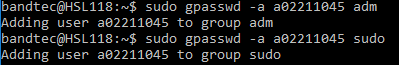 bandtec@HSL118:~$ sudo gpasswd -a a02211045 adm
Adding user a02211045 to group adm
bandtec@HSL118:~$ sudo gpasswd -a a02211045 sudo
Adding user a02211045 to group sudo